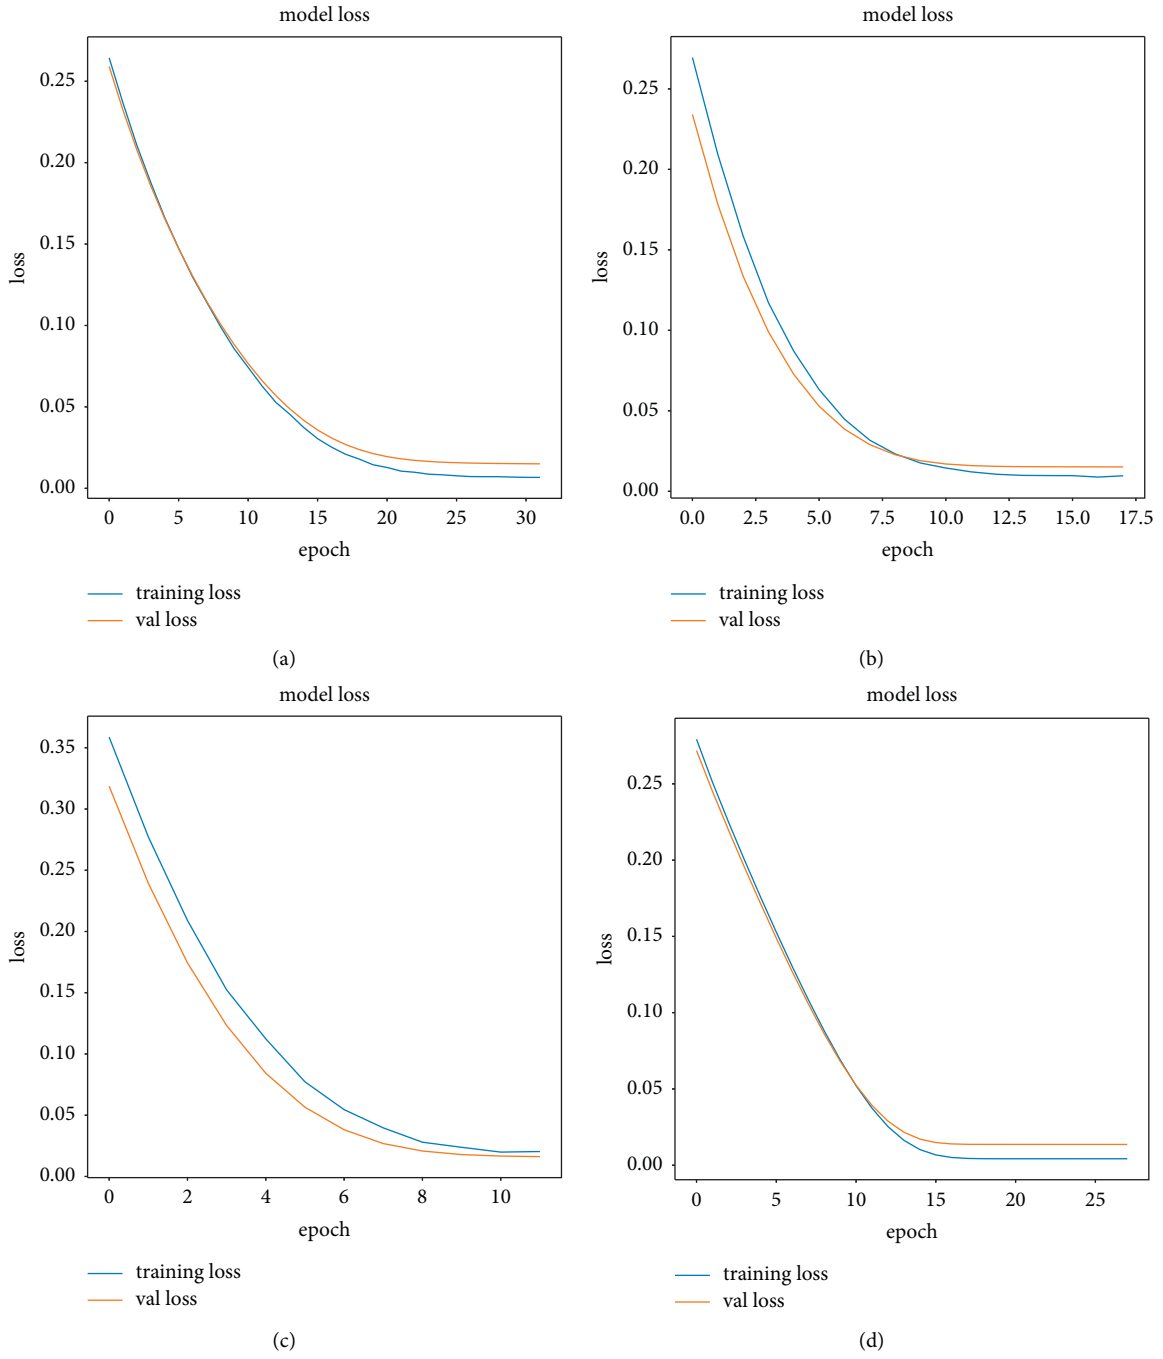 model loss
0.25
0.20
0.15
0.10
0.05
0.00
loss
0 5 10 15 20 25 30
epoch
training loss
val loss
(a)
model loss
0.25
0.20
0.15
0.10
0.05
0.00
loss
0.0 2.5 5.0 7.5 10.0 12.5 15.0 17.5
epoch
training loss
val loss
(b)
model loss
0.35
0.30
0.25
0.20
0.15
0.10
0.05
0.00
loss
0 2 4 6 8 10
epoch
training loss
val loss
(c)
model loss
0.25
0.20
0.15
0.10
0.05
0.00
loss
0 5 10 15 20 25
epoch
training loss
val loss
(d)